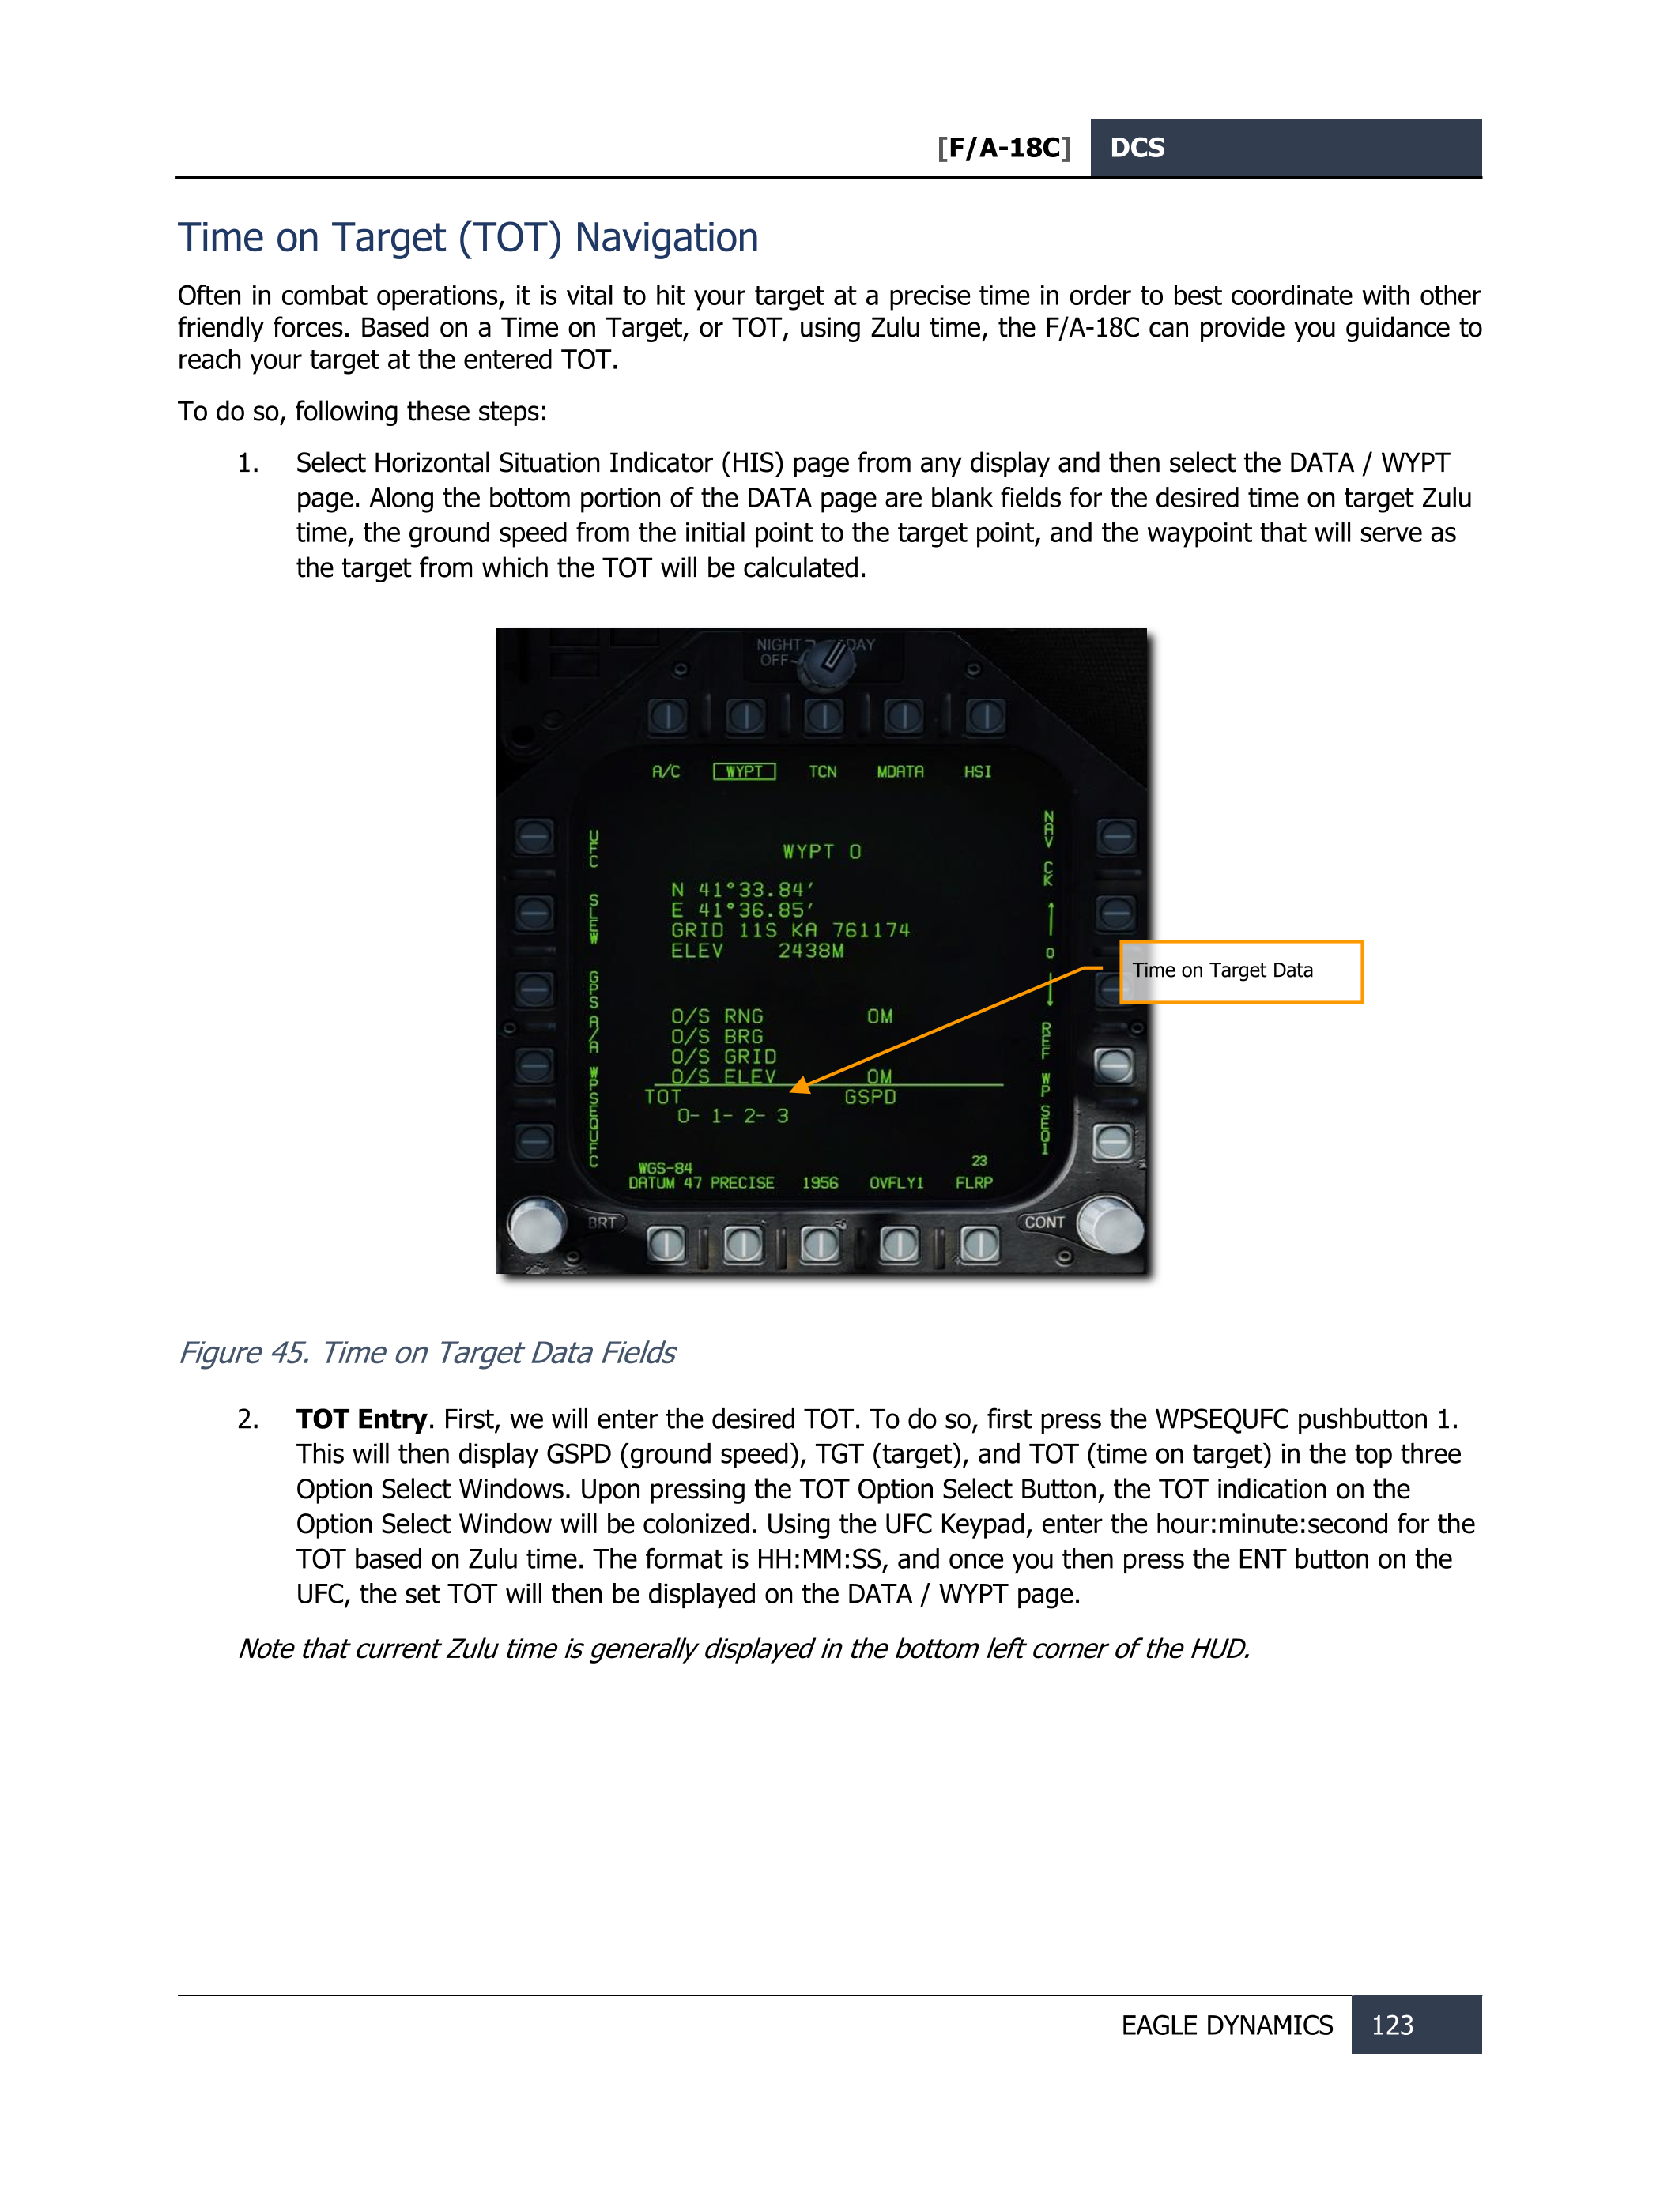 [F/A-18C] DCS
Time on Target (TOT) Navigation
Often in combat operations, it is vital to hit your target at a precise time in order to best coordinate with other
friendly forces. Based on a Time on Target, or TOT, using Zulu time, the F/A-18C can provide you guidance to
reach your target at the entered TOT.
To do so, following these steps:
1. Select Horizontal Situation Indicator (HIS) page from any display and then select the DATA / WYPT
page. Along the bottom portion of the DATA page are blank fields for the desired time on target Zulu
time, the ground speed from the initial point to the target point, and the waypoint that will serve as
the target from which the TOT will be calculated.
NIGHT DAY
OFF
A/C WYPT TCN MDATA HSI
UFC
SLEW
GPS
A/A
WPSEQUFC
NAV CK
0
REF WP
SEQ1
WYPT 0
N 41°33.84′
E 41°36.85′
GRID 11S KA 761174
ELEV 2438M
O/S RNG 0M
O/S BRG
O/S GRID
O/S ELEV 0M
TOT GSPD
0- 1- 2- 3
WGS-84 23
DATUM 47 PRECISE 1956 OVFLY1 FLRP
BRT CONT
Time on Target Data
Figure 45. Time on Target Data Fields
2. TOT Entry. First, we will enter the desired TOT. To do so, first press the WPSEQUFC pushbutton 1.
This will then display GSPD (ground speed), TGT (target), and TOT (time on target) in the top three
Option Select Windows. Upon pressing the TOT Option Select Button, the TOT indication on the
Option Select Window will be colonized. Using the UFC Keypad, enter the hour:minute:second for the
TOT based on Zulu time. The format is HH:MM:SS, and once you then press the ENT button on the
UFC, the set TOT will then be displayed on the DATA / WYPT page.
Note that current Zulu time is generally displayed in the bottom left corner of the HUD.
EAGLE DYNAMICS 123